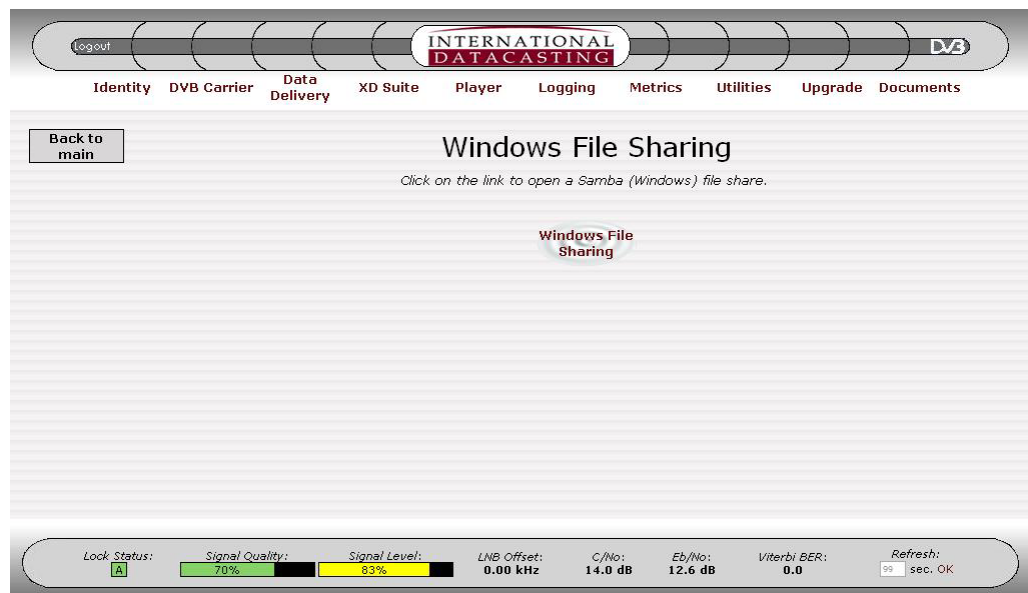 Logout
INTERNATIONAL
DATACASTING
DVB
Identity DVB Carrier Data Delivery XD Suite Player Logging Metrics Utilities Upgrade Documents
Back to
main
Windows File Sharing
Click on the link to open a Samba (Windows) file share.
Windows File
Sharing
Lock Status: Signal Quality: Signal Level: LNB Offset: C/No: Eb/No: Viterbi BER: Refresh:
A 70% 83% 0.00 kHz 14.0 dB 12.6 dB 0.0 99 sec. OK